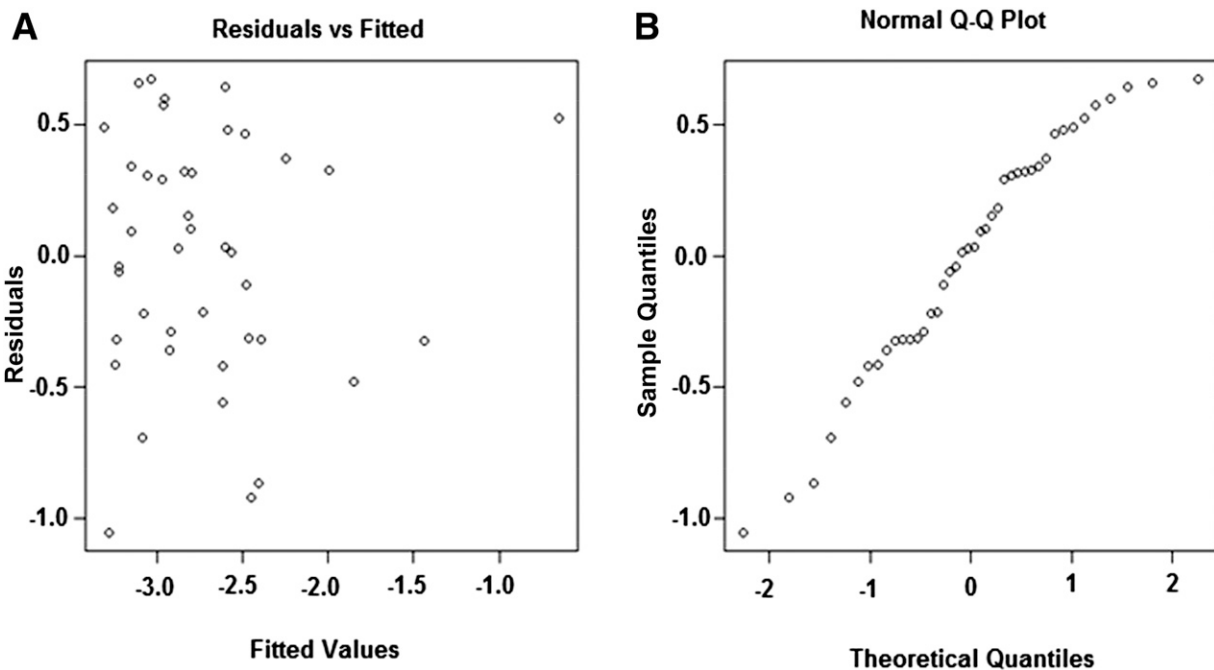 A
Residuals vs Fitted
0.5
0.0
-0.5
-1.0
Residuals
-3.0 -2.5 -2.0 -1.5 -1.0
Fitted Values
B
Normal Q-Q Plot
0.5
0.0
-0.5
-1.0
Sample Quantiles
-2 -1 0 1 2
Theoretical Quantiles